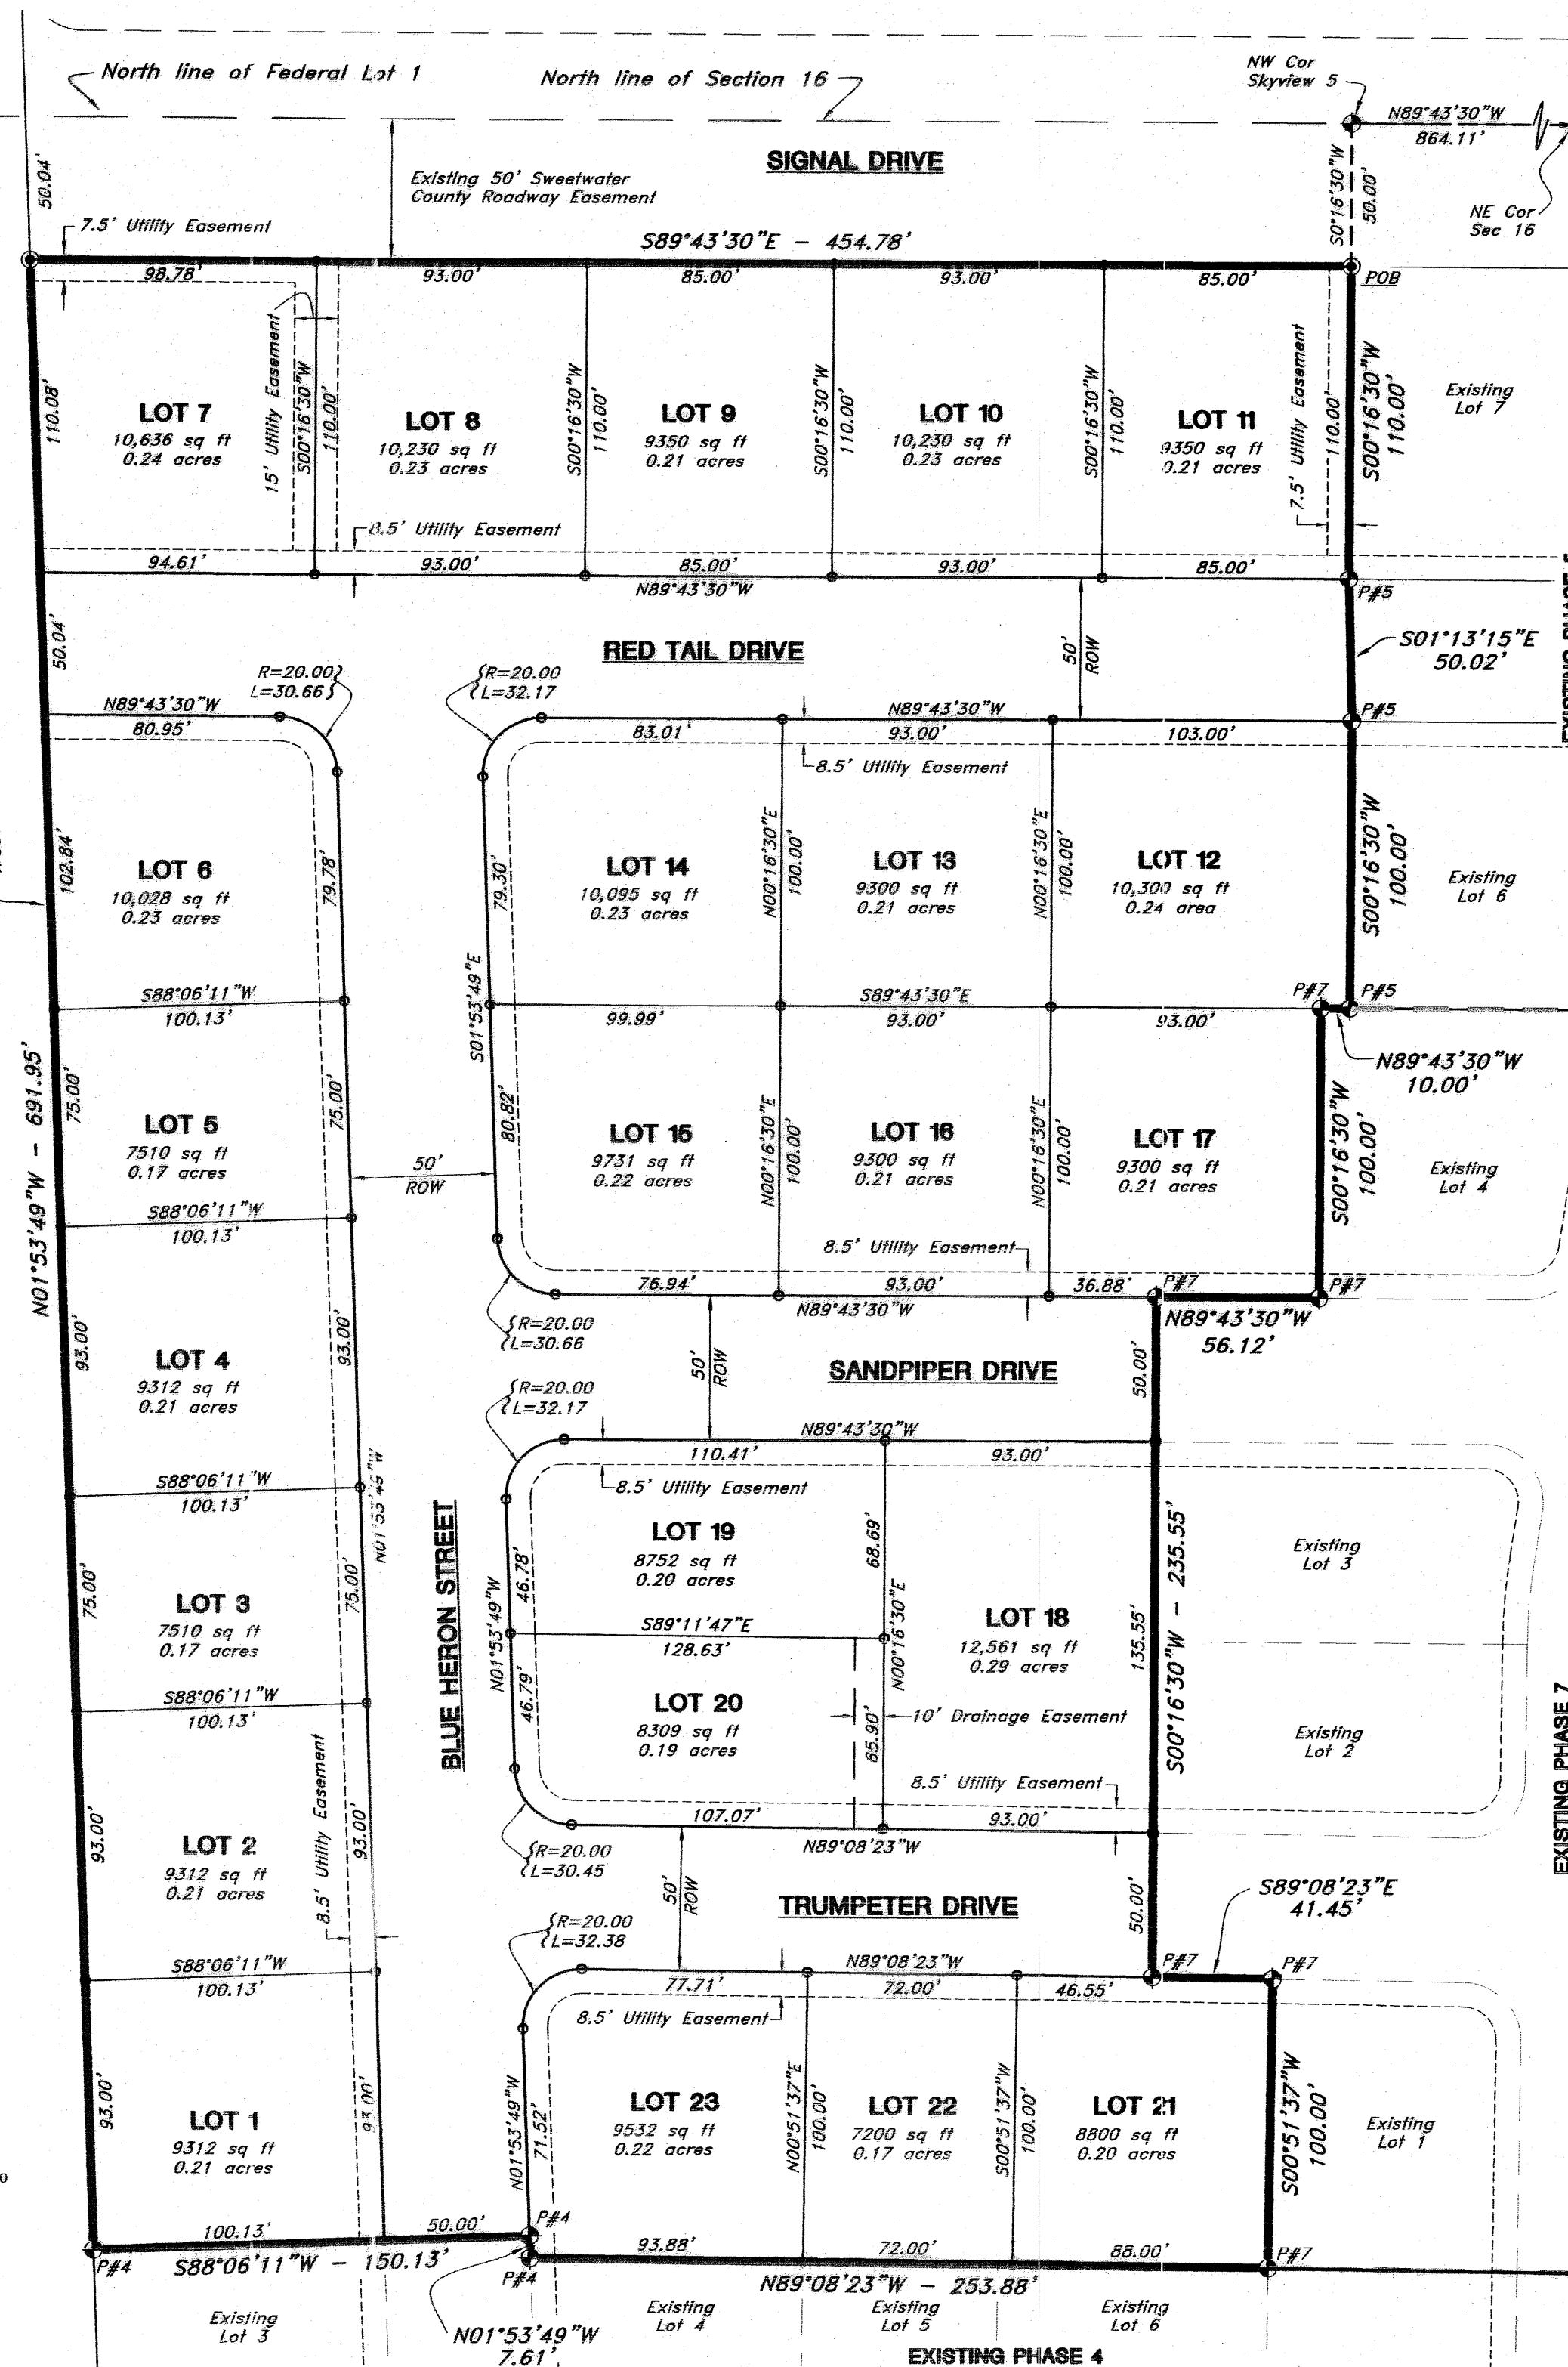 North line of Federal Lot 1
North line of Section 16
NW Cor
Skyview 5
N89°43'30"W
864.11'
50.04'
SIGNAL DRIVE
Existing 50' Sweetwater
County Roadway Easement
S0°16'30"W
50.00'
NE Cor
Sec 16
7.5' Utility Easement
S89°43'30"E – 454.78'
98.78'
93.00'
85.00'
93.00'
85.00'
POB
110.08'
LOT 7
10,636 sq ft
0.24 acres
15' Utility Easement
S00°16'30"W
110.00'
LOT 8
10,230 sq ft
0.23 acres
S00°16'30"W
110.00'
LOT 9
9350 sq ft
0.21 acres
S00°16'30"W
110.00'
LOT 10
10,230 sq ft
0.23 acres
S00°16'30"W
110.00'
LOT 11
9350 sq ft
0.21 acres
7.5' Utility Easement
110.00'
S00°16'30"W
110.00'
Existing
Lot 7
8.5' Utility Easement
94.61'
93.00'
85.00'
93.00'
85.00'
N89°43'30"W
P#5
50.04'
RED TAIL DRIVE
50'
ROW
S01°13'15"E
50.02'
R=20.00
L=30.66
R=20.00
L=32.17
N89°43'30"W
80.95'
83.01'
N89°43'30"W
93.00'
103.00'
P#5
8.5' Utility Easement
102.84'
LOT 6
10,028 sq ft
0.23 acres
79.78'
79.30'
LOT 14
10,095 sq ft
0.23 acres
N00°16'30"E
100.00'
LOT 13
9300 sq ft
0.21 acres
N00°16'30"E
100.00'
LOT 12
10,300 sq ft
0.24 area
S00°16'30"W
100.00'
Existing
Lot 6
S01°53'49"E
S88°06'11"W
100.13'
99.99'
S89°43'30"E
93.00'
93.00'
P#7
P#5
N89°43'30"W
10.00'
N01°53'49"W – 691.95'
75.00'
LOT 5
7510 sq ft
0.17 acres
75.00'
50'
ROW
80.82'
LOT 15
9731 sq ft
0.22 acres
N00°16'30"E
100.00'
LOT 16
9300 sq ft
0.21 acres
N00°16'30"E
100.00'
LOT 17
9300 sq ft
0.21 acres
S00°16'30"W
100.00'
Existing
Lot 4
S88°06'11"W
100.13'
8.5' Utility Easement
76.94'
93.00'
36.88'
N89°43'30"W
P#7
P#7
N89°43'30"W
56.12'
R=20.00
L=30.66
93.00'
LOT 4
9312 sq ft
0.21 acres
93.00'
50'
ROW
SANDPIPER DRIVE
50.00'
R=20.00
L=32.17
N89°43'30"W
110.41'
93.00'
8.5' Utility Easement
S88°06'11"W
100.13'
N01°53'49"W
BLUE HERON STREET
LOT 19
8752 sq ft
0.20 acres
68.69'
46.78'
N01°53'49"W
S89°11'47"E
128.63'
N00°16'30"E
LOT 18
12,561 sq ft
0.29 acres
135.55'
S00°16'30"W – 235.55'
Existing
Lot 3
75.00'
LOT 3
7510 sq ft
0.17 acres
75.00'
S88°06'11"W
100.13'
46.79'
LOT 20
8309 sq ft
0.19 acres
65.90'
10' Drainage Easement
Existing
Lot 2
EXISTING PHASE 7
8.5' Utility Easement
107.07'
93.00'
N89°08'23"W
93.00'
LOT 2
9312 sq ft
0.21 acres
8.5' Utility Easement
93.00'
R=20.00
L=30.45
50'
ROW
TRUMPETER DRIVE
50.00'
S89°08'23"E
41.45'
R=20.00
L=32.38
S88°06'11"W
100.13'
77.71'
N89°08'23"W
72.00'
46.55'
P#7
P#7
8.5' Utility Easement
93.00'
LOT 1
9312 sq ft
0.21 acres
93.00'
N01°53'49"W
71.52'
LOT 23
9532 sq ft
0.22 acres
N00°51'37"E
100.00'
LOT 22
7200 sq ft
0.17 acres
S00°51'37"W
100.00'
LOT 21
8800 sq ft
0.20 acres
S00°51'37"W
100.00'
Existing
Lot 1
100.13'
50.00'
P#4
P#4
S88°06'11"W – 150.13'
P#4
93.88'
72.00'
88.00'
P#7
N89°08'23"W – 253.88'
Existing
Lot 3
N01°53'49"W
7.61'
Existing
Lot 4
Existing
Lot 5
Existing
Lot 6
EXISTING PHASE 4